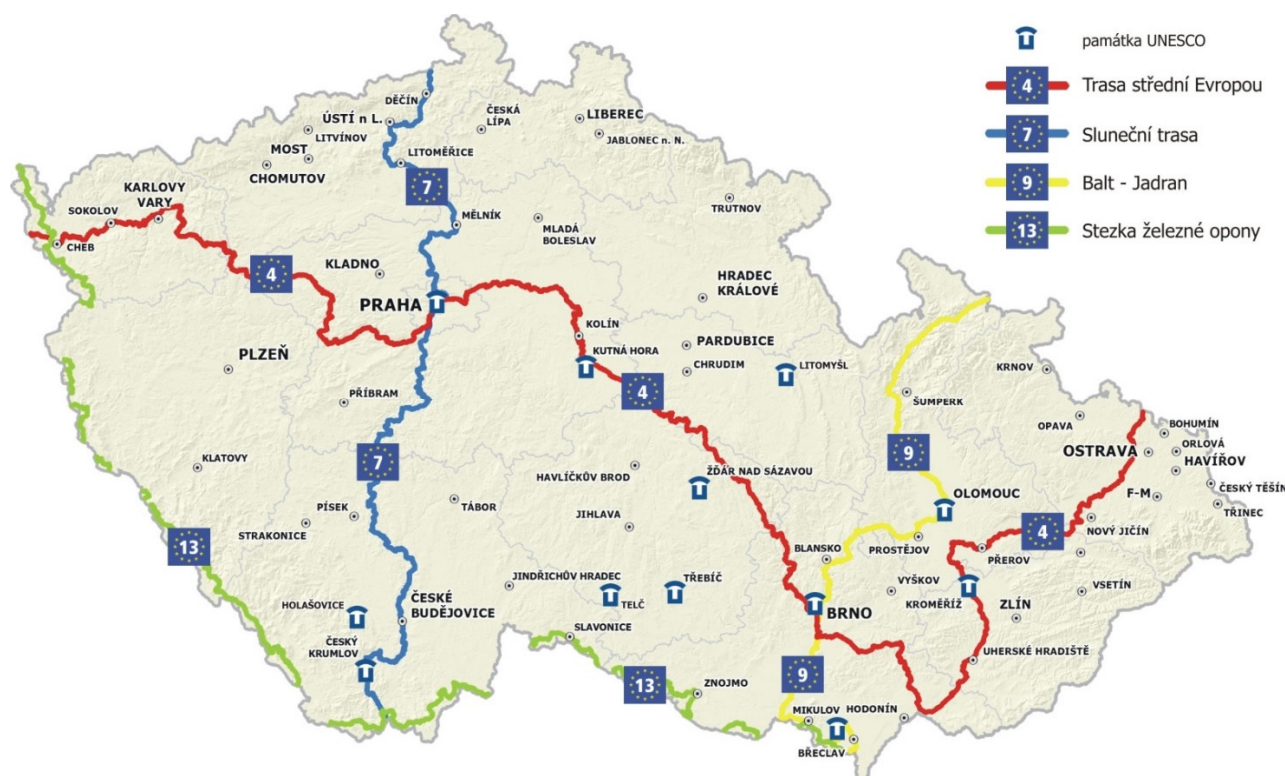 památka UNESCO
4
Trasa střední Evropou
7
Sluneční trasa
9
Balt - Jadran
13
Stezka železné opony
DĚČÍN
ÚSTÍ n L.
ČESKÁ
LÍPA
LIBEREC
LITVÍNOV
JABLONEC n. N.
MOST
CHOMUTOV
LITOMĚŘICE
7
KARLOVY
VARY
SOKOLOV
CHEB
TRUTNOV
MĚLNÍK
MLADÁ
BOLESLAV
4
KLADNO
HRADEC
KRÁLOVÉ
PRAHA
KOLÍN
PARDUBICE
PLZEŇ
KUTNÁ HORA
CHRUDIM
LITOMYŠL
KRNOV
4
PŘÍBRAM
ŠUMPERK
OPAVA
BOHUMÍN
OSTRAVA
ORLOVÁ
HAVÍŘOV
7
9
KLATOVY
HAVLÍČKŮV BROD
ŽĎÁR NAD SÁZAVOU
ČESKÝ TĚŠÍN
F-M
TŘINEC
TÁBOR
OLOMOUC
PÍSEK
STRAKONICE
JIHLAVA
NOVÝ JIČÍN
4
13
PROSTĚJOV
PŘEROV
BLANSKO
JINDŘICHŮV HRADEC
TŘEBÍČ
VYŠKOV
VSETÍN
TELČ
KROMĚŘÍŽ
HOLAŠOVICE
ČESKÉ
BUDĚJOVICE
BRNO
ZLÍN
SLAVONICE
ČESKÝ
KRUMLOV
UHERSKÉ HRADIŠTĚ
9
13
ZNOJMO
MIKULOV
HODONÍN
BŘECLAV